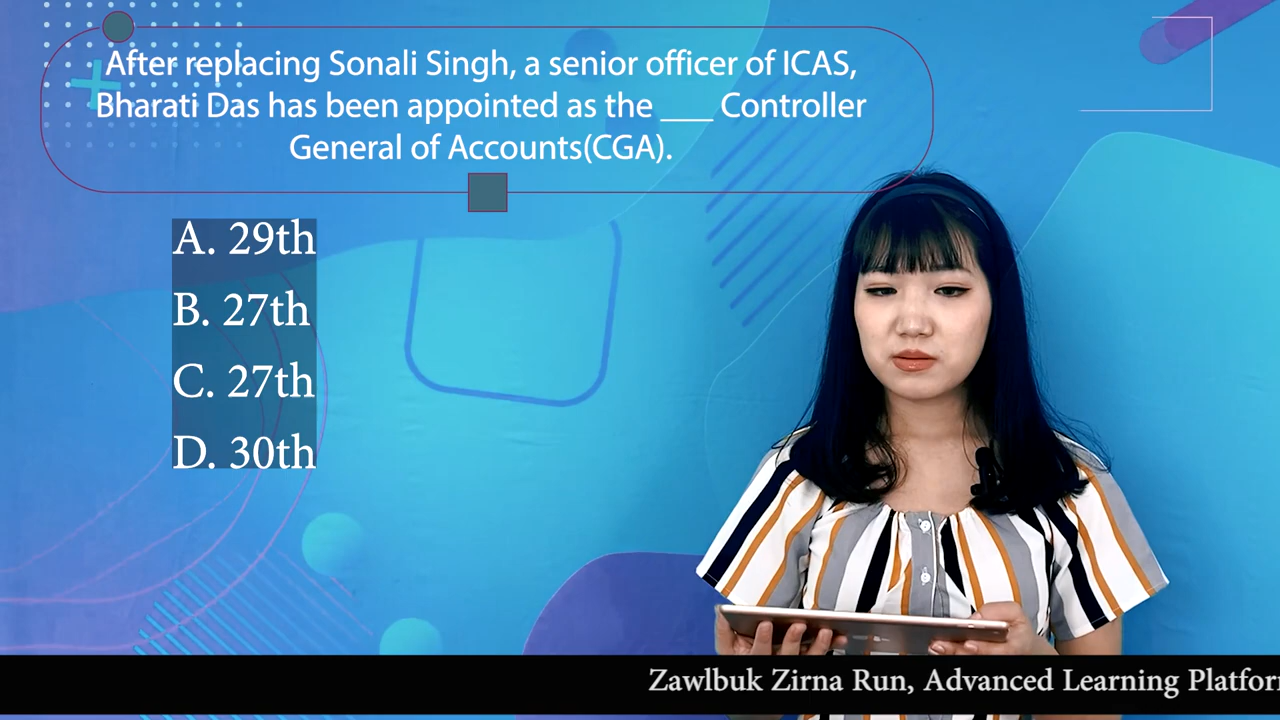 After replacing Sonali Singh, a senior officer of ICAS,
Bharati Das has been appointed as the ___ Controller
General of Accounts(CGA).
A. 29th
B. 27th
C. 27th
D. 30th
Zawlbuk Zirna Run, Advanced Learning Platfor